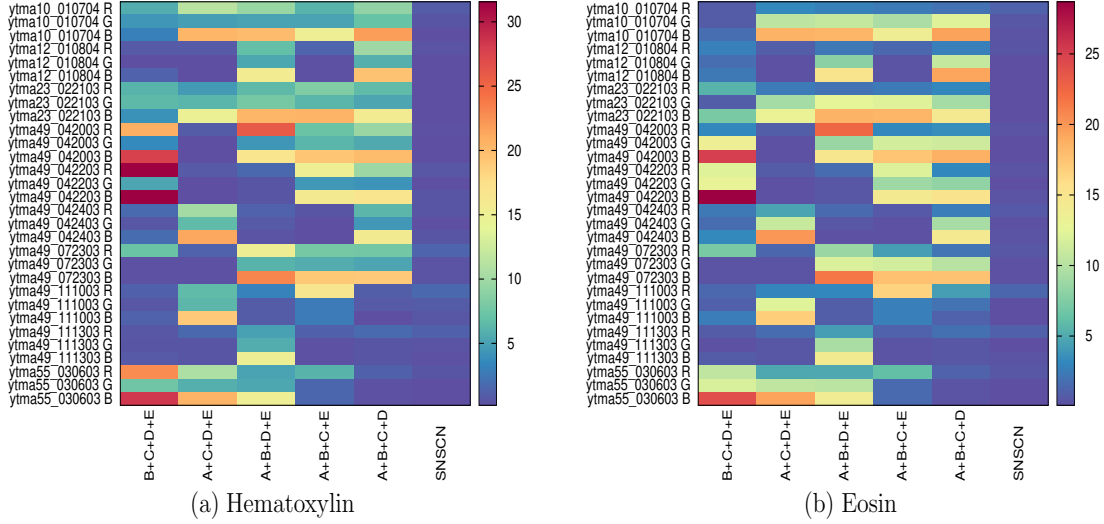 ytma10_010704 R
ytma10_010704 G
ytma10_010704 B
ytma12_010804 R
ytma12_010804 G
ytma12_010804 B
ytma23_022103 R
ytma23_022103 G
ytma23_022103 B
ytma49_042003 R
ytma49_042003 G
ytma49_042003 B
ytma49_042203 R
ytma49_042203 G
ytma49_042203 B
ytma49_042403 R
ytma49_042403 G
ytma49_042403 B
ytma49_072303 R
ytma49_072303 G
ytma49_072303 B
ytma49_111003 R
ytma49_111003 G
ytma49_111003 B
ytma49_111303 R
ytma49_111303 G
ytma49_111303 B
ytma55_030603 R
ytma55_030603 G
ytma55_030603 B
B+C+D+E
A+C+D+E
A+B+D+E
A+B+C+E
A+B+C+D
SNSCN
30
25
20
15
10
5
(a) Hematoxylin
ytma10_010704 R
ytma10_010704 G
ytma10_010704 B
ytma12_010804 R
ytma12_010804 G
ytma12_010804 B
ytma23_022103 R
ytma23_022103 G
ytma23_022103 B
ytma49_042003 R
ytma49_042003 G
ytma49_042003 B
ytma49_042203 R
ytma49_042203 G
ytma49_042203 B
ytma49_042403 R
ytma49_042403 G
ytma49_042403 B
ytma49_072303 R
ytma49_072303 G
ytma49_072303 B
ytma49_111003 R
ytma49_111003 G
ytma49_111003 B
ytma49_111303 R
ytma49_111303 G
ytma49_111303 B
ytma55_030603 R
ytma55_030603 G
ytma55_030603 B
B+C+D+E
A+C+D+E
A+B+D+E
A+B+C+E
A+B+C+D
SNSCN
25
20
15
10
5
(b) Eosin